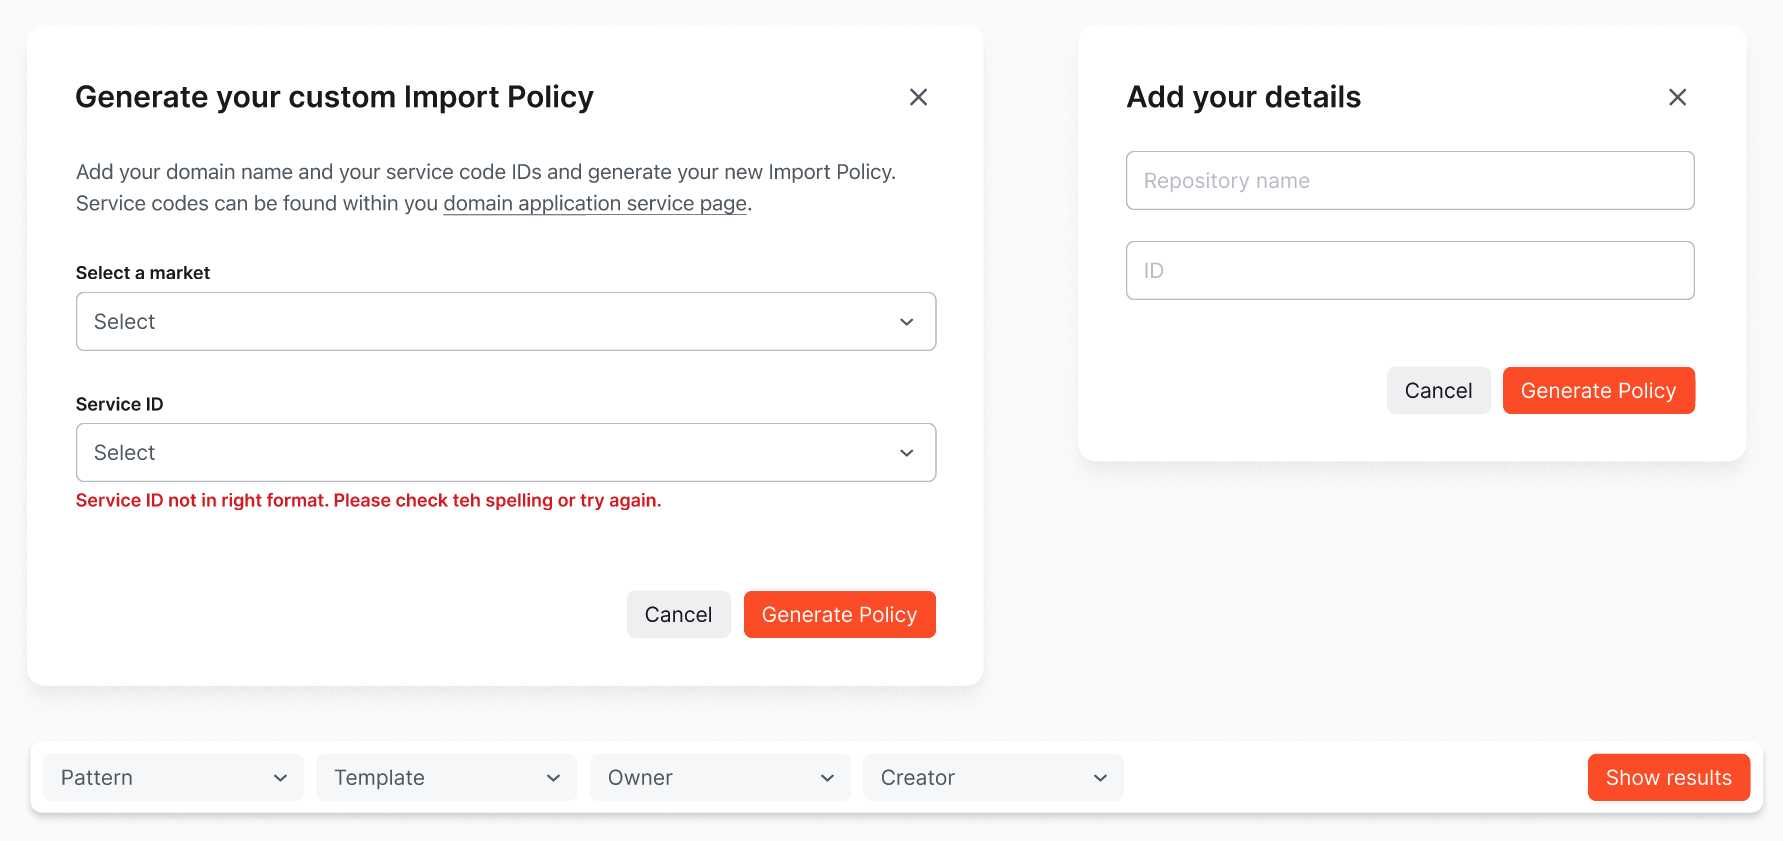 Generate your custom Import Policy
Add your domain name and your service code IDs and generate your new Import Policy.
Service codes can be found within you domain application service page.
Select a market
Select
Service ID
Select
Service ID not in right format. Please check teh spelling or try again.
Cancel
Generate Policy
Add your details
Repository name
ID
Cancel
Generate Policy
Pattern
Template
Owner
Creator
Show results